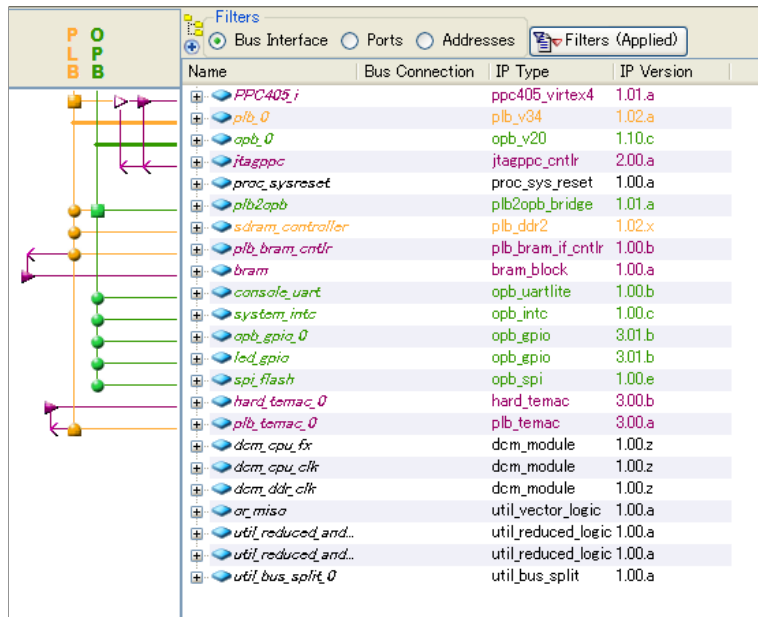 Filters
PLB OPB
Bus Interface Ports Addresses Filters (Applied)
Name Bus Connection IP Type IP Version
PPC405_i ppc405_virtex4 1.01.a
plb_0 plb_v34 1.02.a
opb_0 opb_v20 1.10.c
jtagppc jtagppc_cntlr 2.00.a
proc_sysreset proc_sys_reset 1.00.a
plb2opb plb2opb_bridge 1.01.a
sdram_controller plb_ddr2 1.02.x
plb_bram_cntlr plb_bram_if_cntlr 1.00.b
bram bram_block 1.00.a
console_uart opb_uartlite 1.00.b
system_intc opb_intc 1.00.c
opb_gpio_0 opb_gpio 3.01.b
led_gpio opb_gpio 3.01.b
spi_flash opb_spi 1.00.e
hard_temac_0 hard_temac 3.00.b
plb_temac_0 plb_temac 3.00.a
dcm_cpu_fx dcm_module 1.00.z
dcm_cpu_clk dcm_module 1.00.z
dcm_ddr_clk dcm_module 1.00.z
or_misc util_vector_logic 1.00.a
util_reduced_and... util_reduced_logic 1.00.a
util_reduced_and... util_reduced_logic 1.00.a
util_bus_split_0 util_bus_split 1.00.a